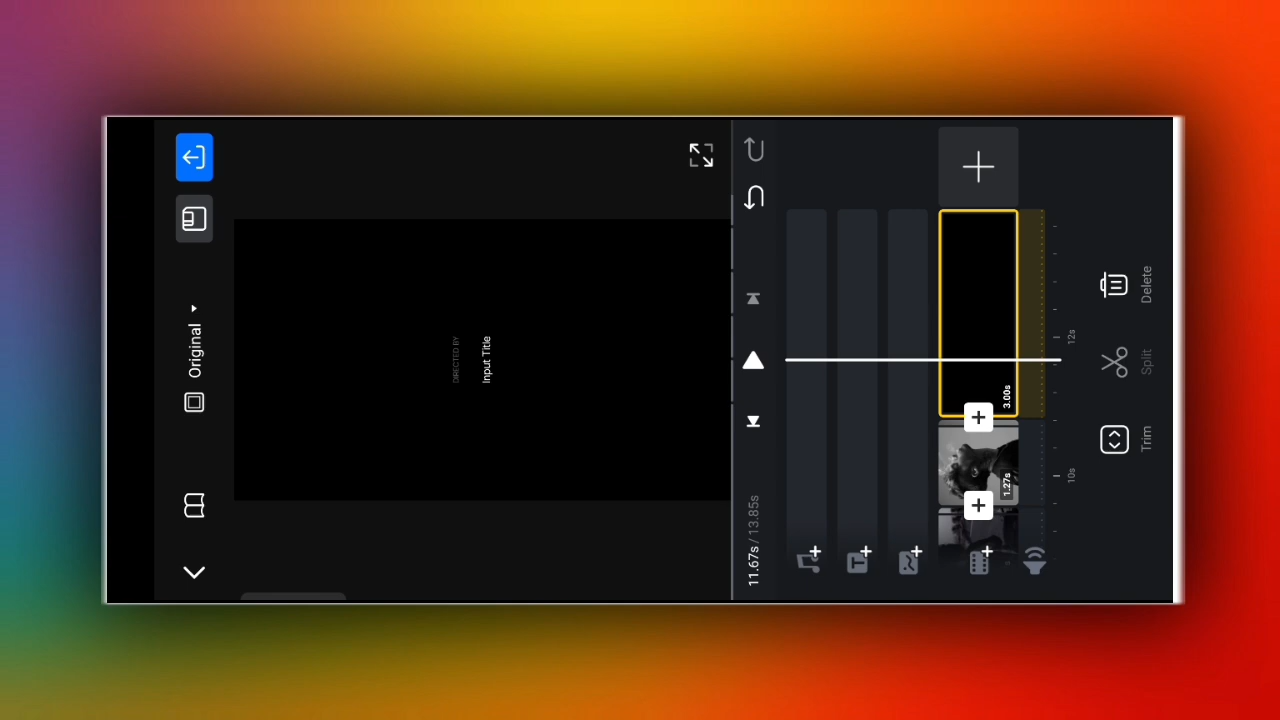 Original
DIRECTED BY
Input Title
11.67s / 13.85s
1.27s
3.00s
10s
12s
Trim
Split
Delete